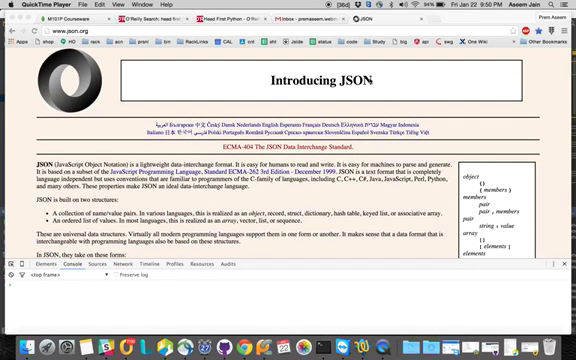 QuickTime Player File Edit View Window Help
94% Fri Jan 22 9:50 PM Aseem Jain
M101P Courseware O'Reilly Search: head first Head First Python - O'Rei Gmail Inbox - premaseem.webm JSON Prem Aseem
www.json.org
Apps shop HO rack som prem bm RackLinks CAL cnt ctl cloud social study tools code mobile extJS img avl One Wiki Other Bookmarks
Introducing JSON
العربية Български 中文 Český Dansk Nederlands English Esperanto Français Deutsch Ελληνικά עברית Magyar Indonesia
Italiano 日本 한국어 فارسی Polski Português Română Русский Српско-хрватски Slovenščina Español Svenska Türkçe Tiếng Việt
ECMA-404 The JSON Data Interchange Standard.
JSON (JavaScript Object Notation) is a lightweight data-interchange format. It is easy for humans to read and write. It is easy for machines to parse and generate.
It is based on a subset of the JavaScript Programming Language, Standard ECMA-262 3rd Edition - December 1999. JSON is a text format that is completely
language independent but uses conventions that are familiar to programmers of the C-family of languages, including C, C++, C#, Java, JavaScript, Perl, Python,
and many others. These properties make JSON an ideal data-interchange language.
JSON is built on two structures:
• A collection of name/value pairs. In various languages, this is realized as an object, record, struct, dictionary, hash table, keyed list, or associative array.
• An ordered list of values. In most languages, this is realized as an array, vector, list, or sequence.
These are universal data structures. Virtually all modern programming languages support them in one form or another. It makes sense that a data format that is
interchangeable with programming languages also be based on these structures.
In JSON, they take on these forms:
object
{}
{ members }
members
pair
pair , members
pair
string : value
array
[]
[ elements ]
elements
Elements Console Sources Network Timeline Profiles Resources Audits
<top frame> Preserve log
>